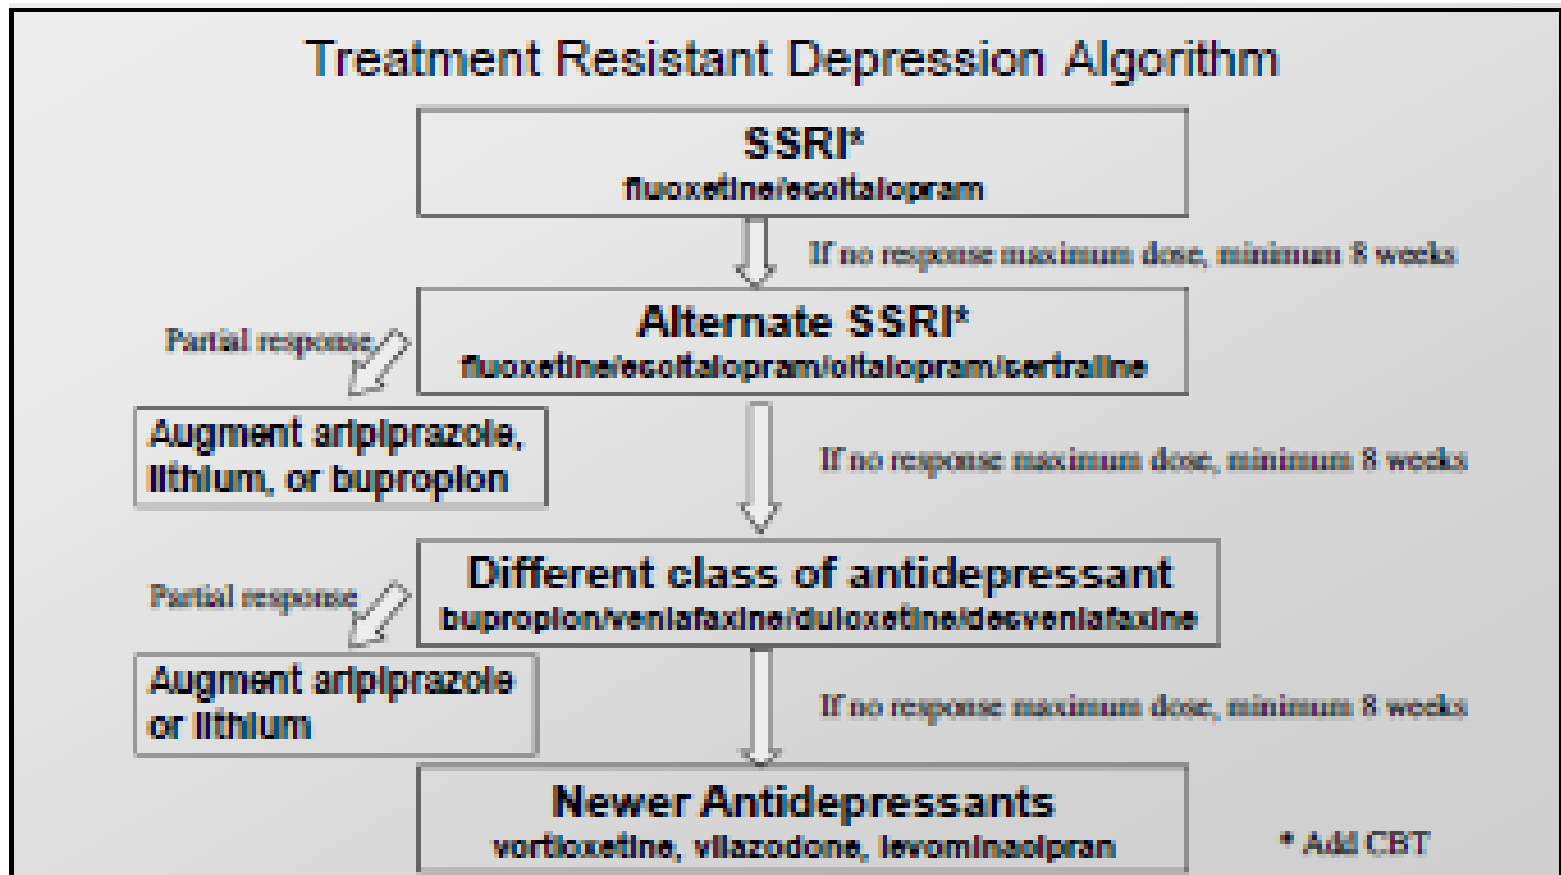 Treatment Resistant Depression Algorithm
SSRI*
fluoxetine/escitalopram
If no response maximum dose, minimum 8 weeks
Alternate SSRI*
fluoxetine/escitalopram/citalopram/sertraline
Partial response
Augment aripiprazole,
lithium, or bupropion
If no response maximum dose, minimum 8 weeks
Different class of antidepressant
bupropion/venlafaxine/duloxetine/desvenlafaxine
Partial response
Augment aripiprazole
or lithium
If no response maximum dose, minimum 8 weeks
Newer Antidepressants
vortioxetine, vilazodone, levominacipran
* Add CBT